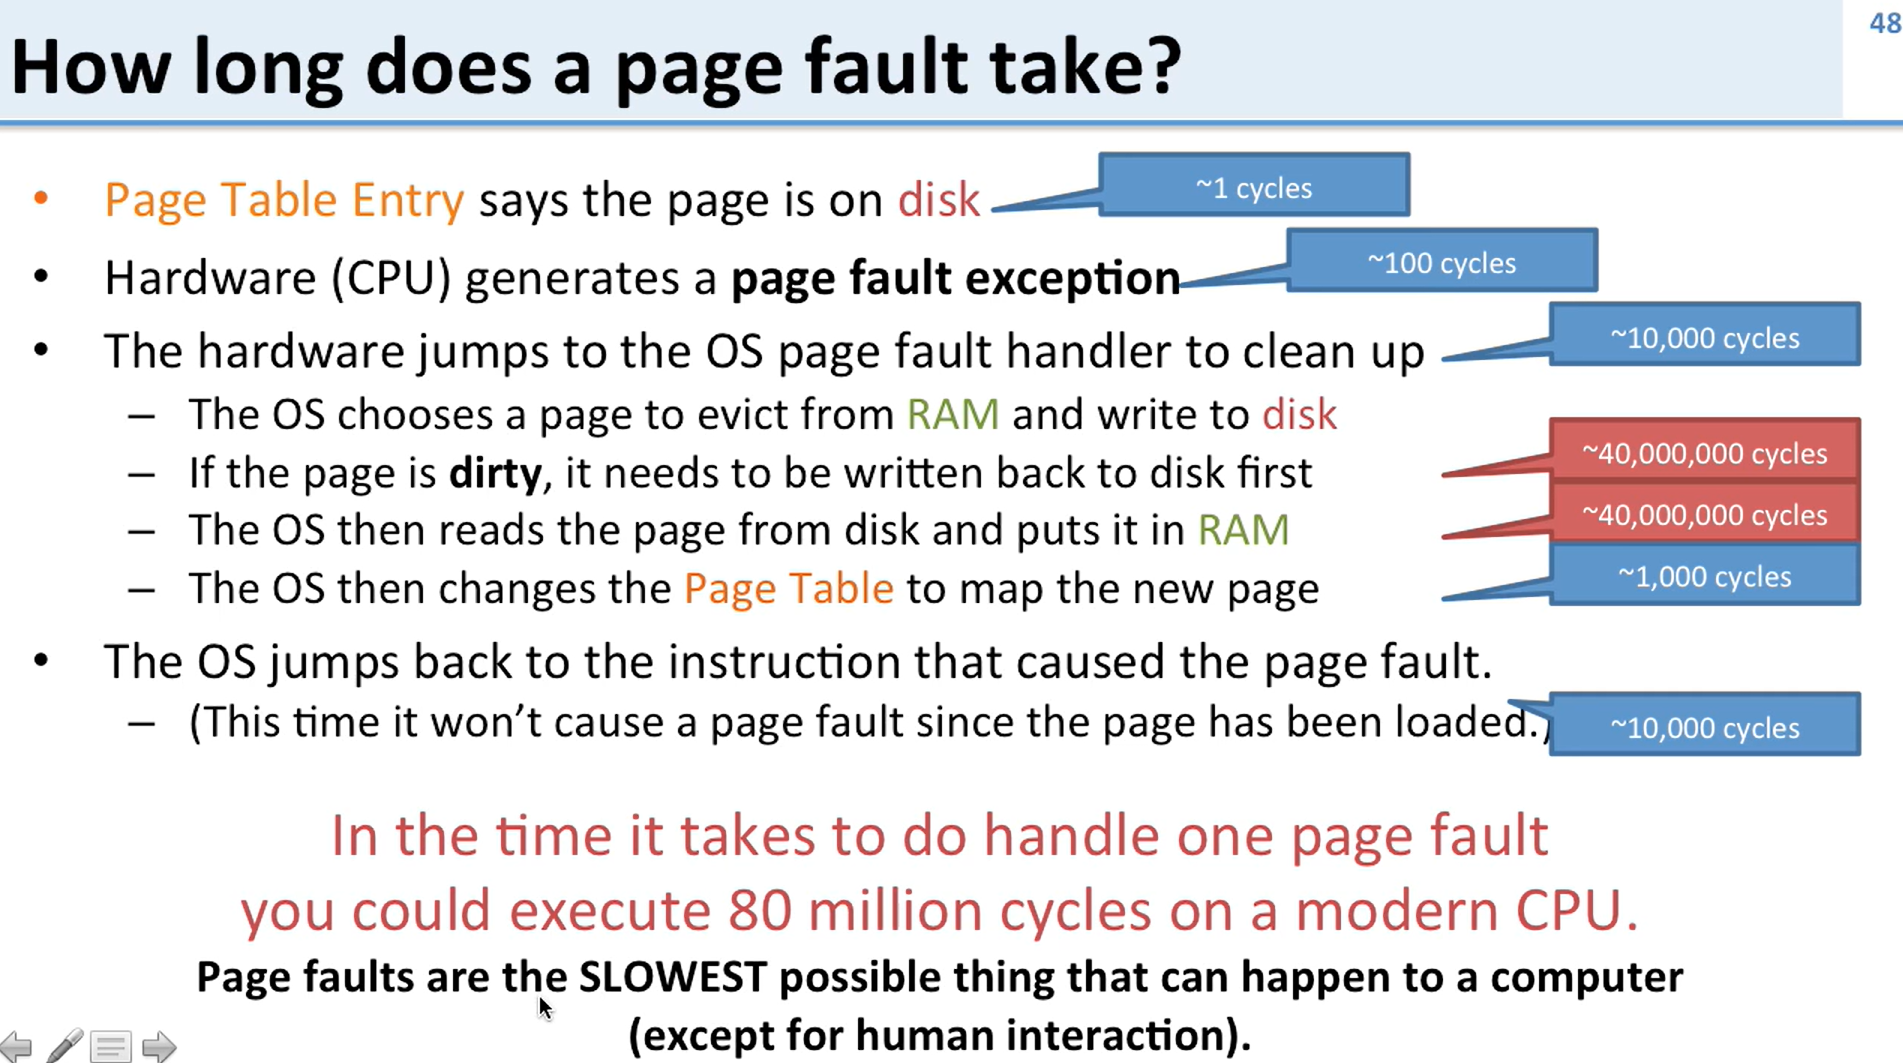 48
How long does a page fault take?
• Page Table Entry says the page is on disk
~1 cycles
• Hardware (CPU) generates a page fault exception
~100 cycles
• The hardware jumps to the OS page fault handler to clean up
~10,000 cycles
– The OS chooses a page to evict from RAM and write to disk
– If the page is dirty, it needs to be written back to disk first
~40,000,000 cycles
– The OS then reads the page from disk and puts it in RAM
~40,000,000 cycles
– The OS then changes the Page Table to map the new page
~1,000 cycles
• The OS jumps back to the instruction that caused the page fault.
– (This time it won’t cause a page fault since the page has been loaded.)
~10,000 cycles
In the time it takes to do handle one page fault
you could execute 80 million cycles on a modern CPU.
Page faults are the SLOWEST possible thing that can happen to a computer
(except for human interaction).